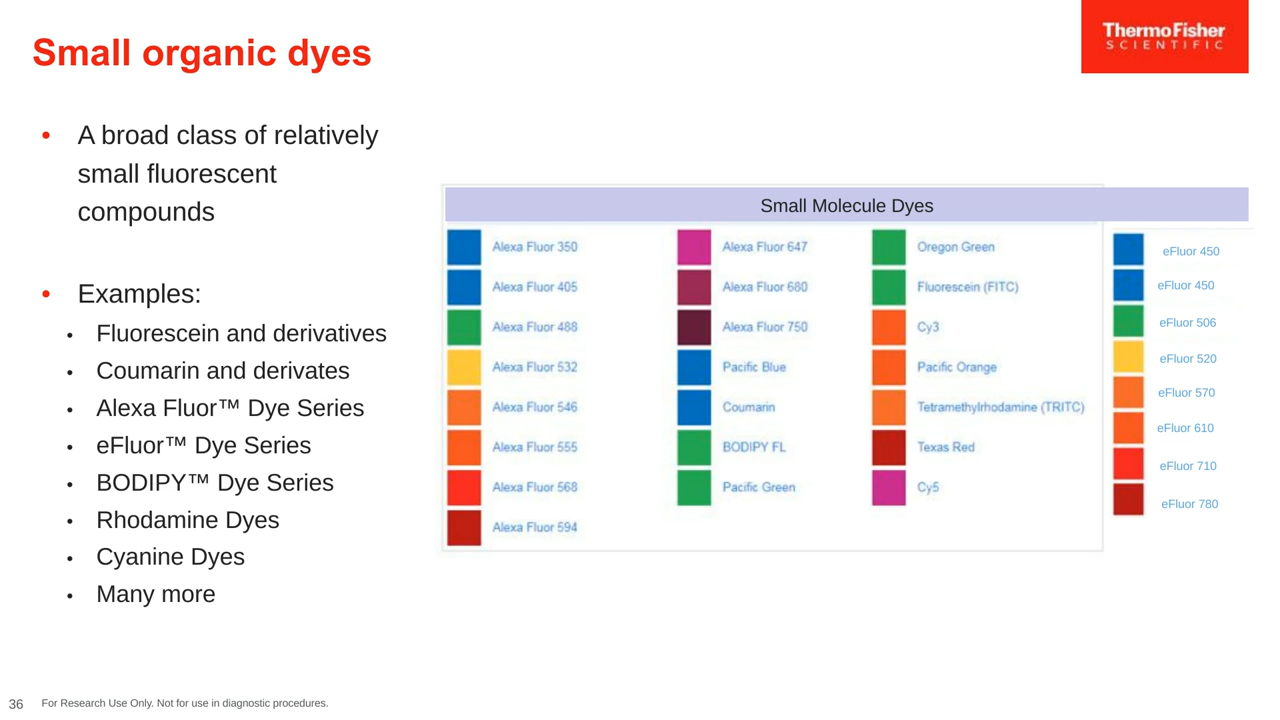 Small organic dyes
ThermoFisher
SCIENTIFIC
• A broad class of relatively
small fluorescent
compounds
• Examples:
• Fluorescein and derivatives
• Coumarin and derivates
• Alexa Fluor™ Dye Series
• eFluor™ Dye Series
• BODIPY™ Dye Series
• Rhodamine Dyes
• Cyanine Dyes
• Many more
Small Molecule Dyes
Alexa Fluor 350
Alexa Fluor 405
Alexa Fluor 488
Alexa Fluor 532
Alexa Fluor 546
Alexa Fluor 555
Alexa Fluor 568
Alexa Fluor 594
Alexa Fluor 647
Alexa Fluor 680
Alexa Fluor 750
Pacific Blue
Coumarin
BODIPY FL
Pacific Green
Oregon Green
Fluorescein (FITC)
Cy3
Pacific Orange
Tetramethylrhodamine (TRITC)
Texas Red
Cy5
eFluor 450
eFluor 450
eFluor 506
eFluor 520
eFluor 570
eFluor 610
eFluor 710
eFluor 780
36 For Research Use Only. Not for use in diagnostic procedures.